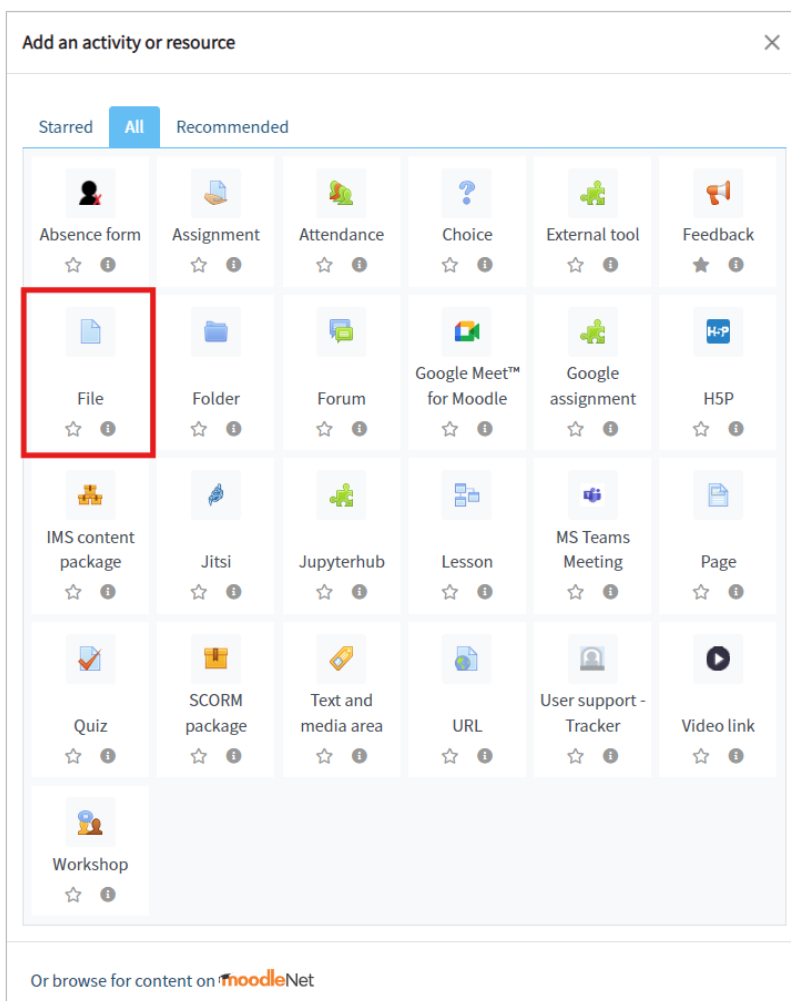 Add an activity or resource
Starred All Recommended
Absence form Assignment Attendance Choice External tool Feedback
File Folder Forum Google Meet™ for Moodle Google assignment H5P
H-P
IMS content package Jitsi Jupyterhub Lesson MS Teams Meeting Page
Quiz SCORM package Text and media area URL User support - Tracker Video link
Workshop
Or browse for content on moodleNet